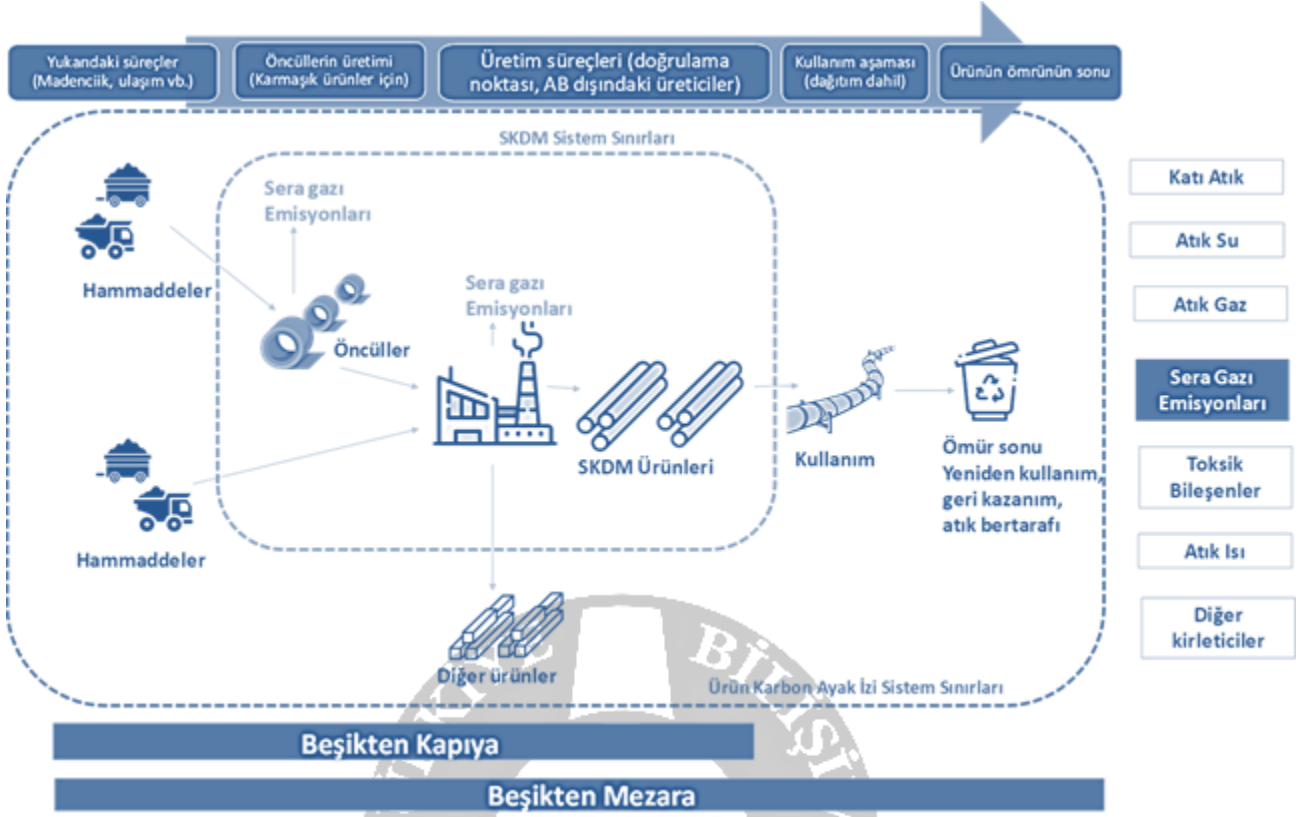 Yukandaki süreçler
(Madenciik, ulaşım vb.)
Öncüllerin üretimi
(Karmaşık ürünler için)
Üretim süreçleri (doğrulama
noktası, AB dışındaki üreticiler)
Kullanım aşaması
(dağıtım dahil)
Ürünün ömrünün sonu
SKDM Sistem Sınırları
Sera gazı
Emisyonları
Hammaddeler
Öncüller
Sera gazı
Emisyonları
SKDM Ürünleri
Kullanım
Ömür sonu
Yeniden kullanım,
geri kazanım,
atık bertarafı
Hammaddeler
Diğer ürünler
Ürün Karbon Ayak İzi Sistem Sınırları
Katı Atık
Atık Su
Atık Gaz
Sera Gazı
Emisyonları
Toksik
Bileşenler
Atık Isı
Diğer
kirleticiler
Beşikten Kapıya
Beşikten Mezara